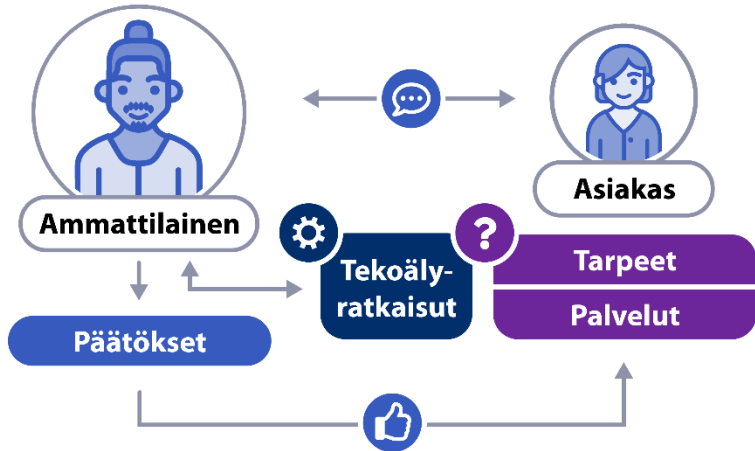 Ammattilainen
Asiakas
Päätökset
Tekoäly-
ratkaisut
?
Tarpeet
Palvelut